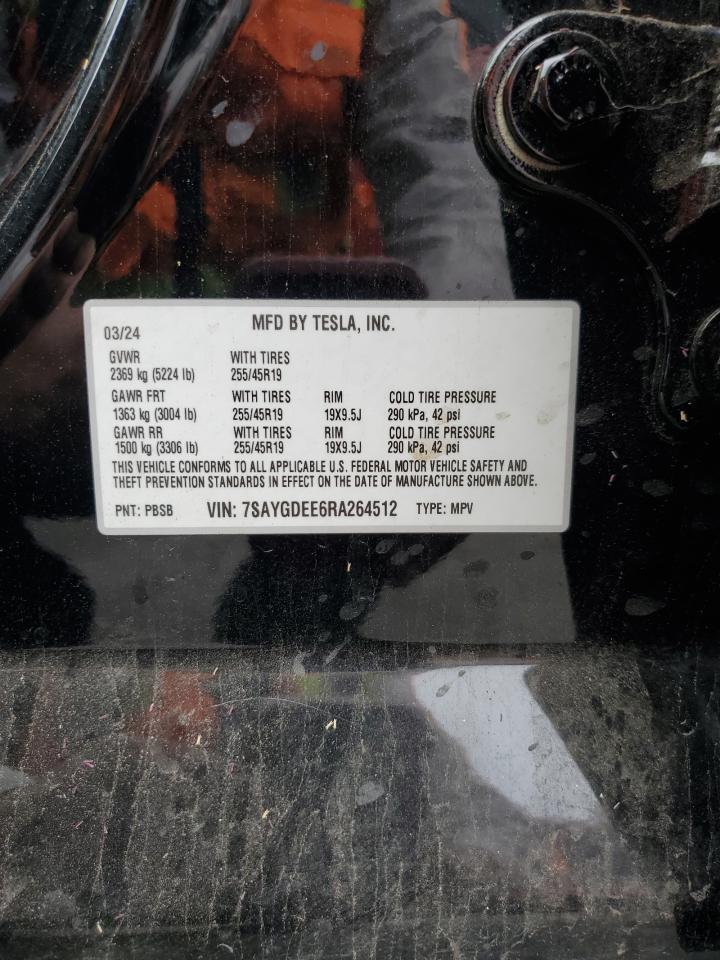 MFD BY TESLA, INC.
03/24
GVWR WITH TIRES
2369 kg (5224 lb) 255/45R19
GAWR FRT WITH TIRES RIM COLD TIRE PRESSURE
1363 kg (3004 lb) 255/45R19 19X9.5J 290 kPa, 42 psi
GAWR RR WITH TIRES RIM COLD TIRE PRESSURE
1500 kg (3306 lb) 255/45R19 19X9.5J 290 kPa, 42 psi
THIS VEHICLE CONFORMS TO ALL APPLICABLE U.S. FEDERAL MOTOR VEHICLE SAFETY AND
THEFT PREVENTION STANDARDS IN EFFECT ON THE DATE OF MANUFACTURE SHOWN ABOVE.
PNT: PBSB VIN: 7SAYGDEE6RA264512 TYPE: MPV